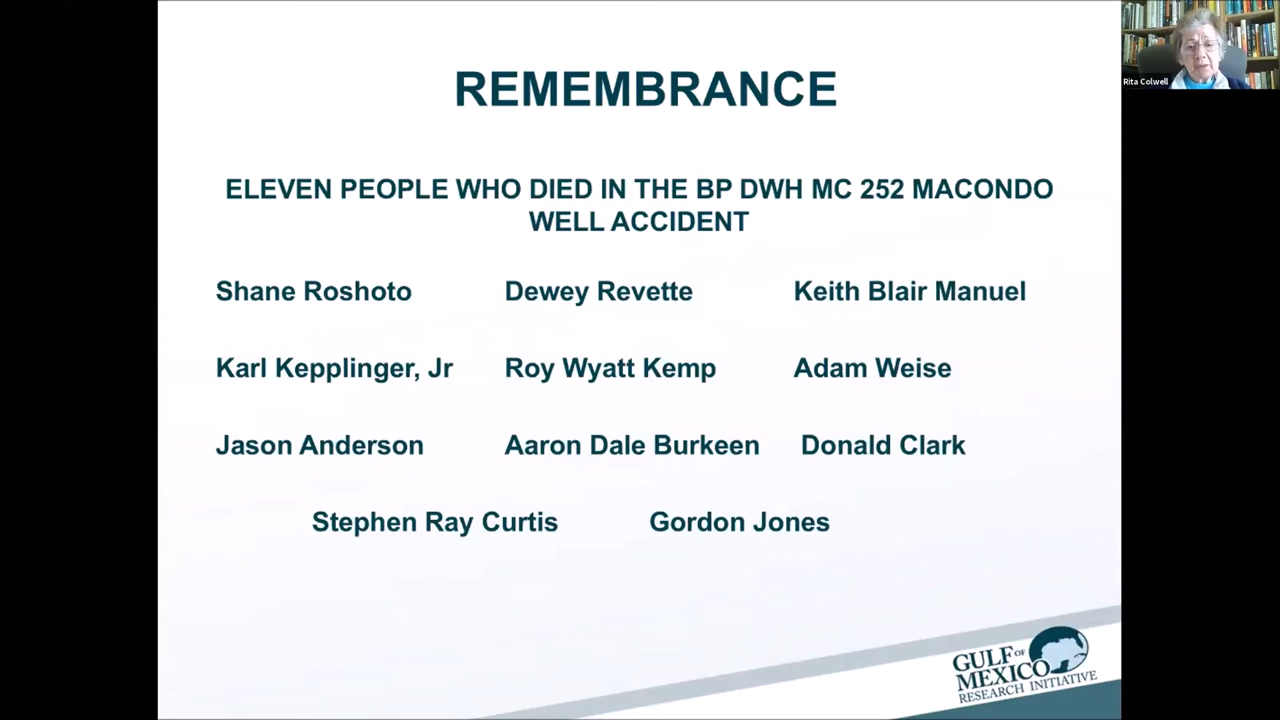 REMEMBRANCE
Rita Colwell
ELEVEN PEOPLE WHO DIED IN THE BP DWH MC 252 MACONDO
WELL ACCIDENT
Shane Roshoto Dewey Revette Keith Blair Manuel
Karl Kepplinger, Jr Roy Wyatt Kemp Adam Weise
Jason Anderson Aaron Dale Burkeen Donald Clark
Stephen Ray Curtis Gordon Jones
GULF OF
MEXICO
RESEARCH INITIATIVE